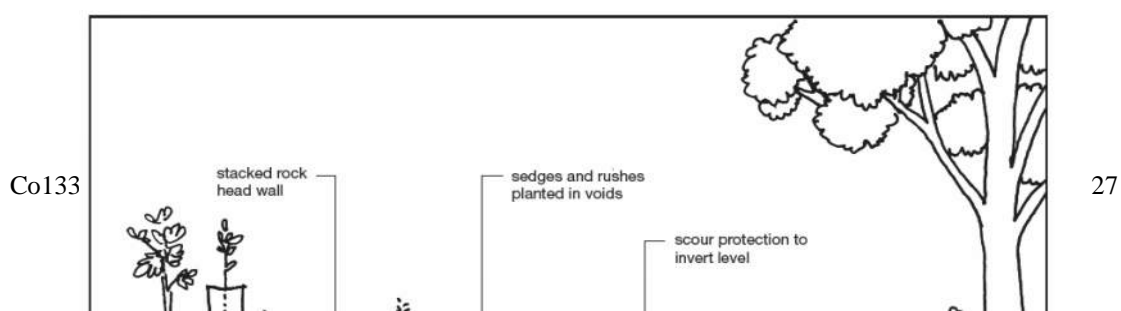 Co133
stacked rock
head wall
sedges and rushes
planted in voids
scour protection to
invert level
27